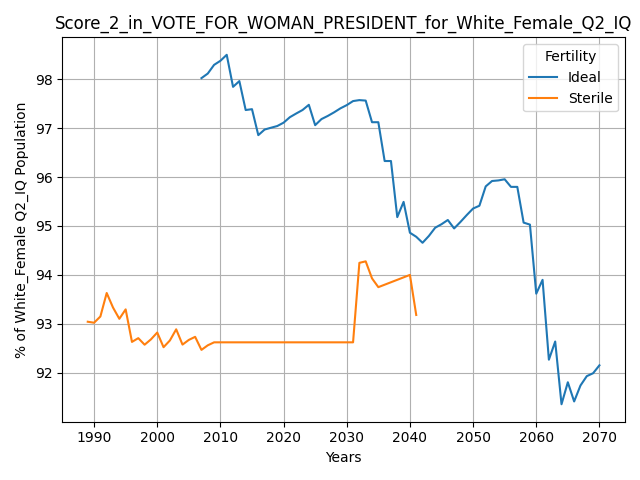 Score_2_in_VOTE_FOR_WOMAN_PRESIDENT_for_White_Female_Q2_IQ
Fertility
Ideal
Sterile
% of White_Female Q2_IQ Population
98
97
96
95
94
93
92
1990 2000 2010 2020 2030 2040 2050 2060 2070
Years